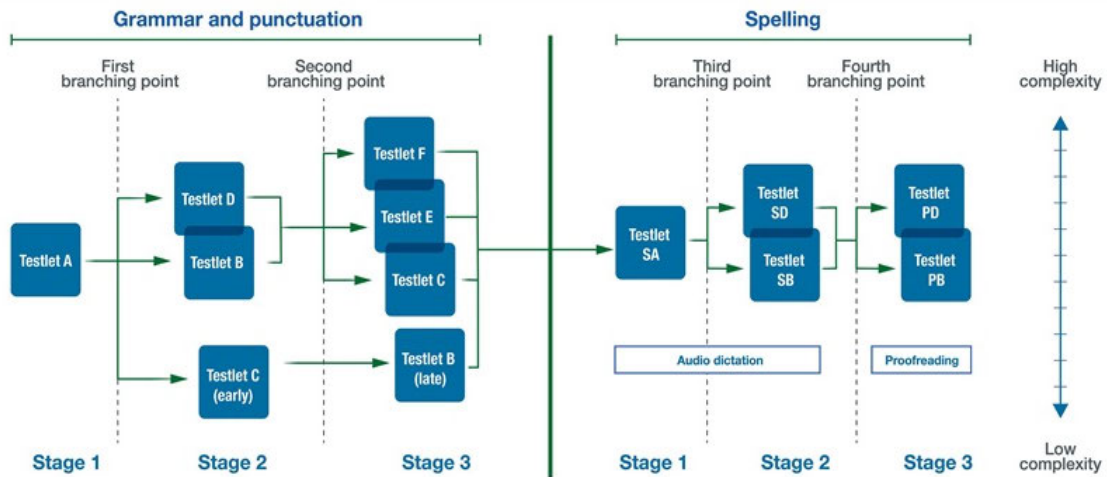 Grammar and punctuation
Spelling
First
branching point
Second
branching point
Third
branching point
Fourth
branching point
High
complexity
Testlet F
Testlet D
Testlet E
Testlet A
Testlet B
Testlet C
Testlet C
(early)
Testlet B
(late)
Testlet
SA
Testlet
SD
Testlet
SB
Testlet
PD
Testlet
PB
Audio dictation
Proofreading
Stage 1
Stage 2
Stage 3
Stage 1
Stage 2
Stage 3
Low
complexity